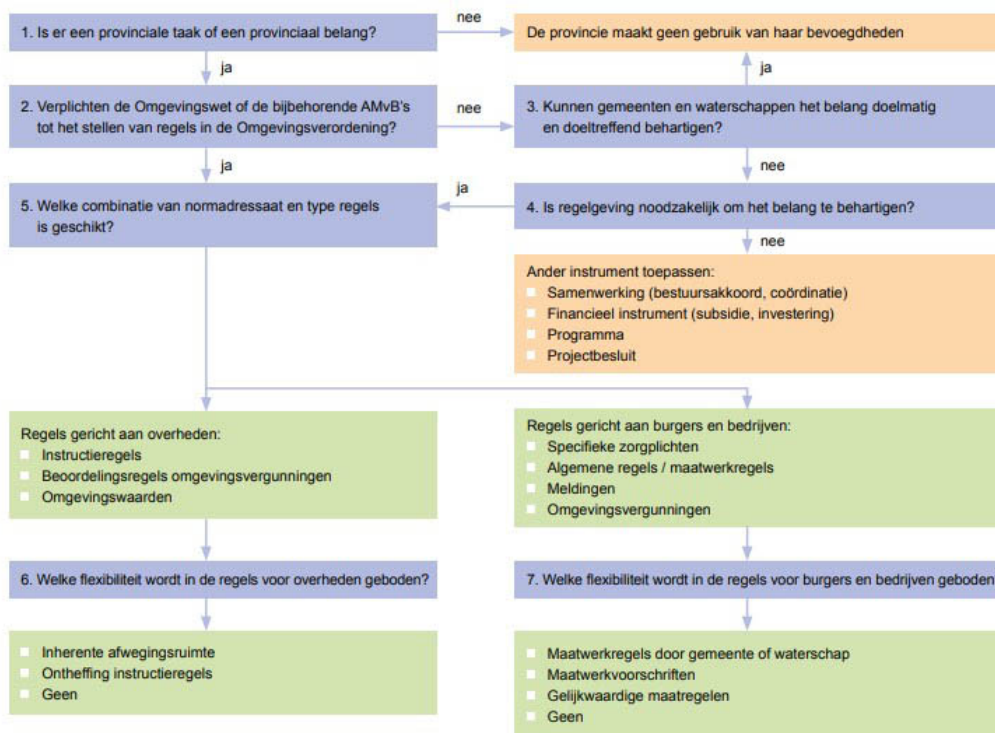 1. Is er een provinciale taak of een provinciaal belang?
nee
De provincie maakt geen gebruik van haar bevoegdheden
ja
ja
2. Verplichten de Omgevingswet of de bijbehorende AMvB's
tot het stellen van regels in de Omgevingsverordening?
nee
3. Kunnen gemeenten en waterschappen het belang doelmatig
en doeltreffend behartigen?
ja
nee
5. Welke combinatie van normadressaat en type regels
is geschikt?
ja
4. Is regelgeving noodzakelijk om het belang te behartigen?
nee
Ander instrument toepassen:
Samenwerking (bestuursakkoord, coördinatie)
Financieel instrument (subsidie, investering)
Programma
Projectbesluit
Regels gericht aan overheden:
Instructieregels
Beoordelingsregels omgevingsvergunningen
Omgevingswaarden
Regels gericht aan burgers en bedrijven:
Specifieke zorgplichten
Algemene regels / maatwerkregels
Meldingen
Omgevingsvergunningen
6. Welke flexibiliteit wordt in de regels voor overheden geboden?
7. Welke flexibiliteit wordt in de regels voor burgers en bedrijven geboden
Inherente afwegingsruimte
Ontheffing instructieregels
Geen
Maatwerkregels door gemeente of waterschap
Maatwerkvoorschriften
Gelijkwaardige maatregelen
Geen